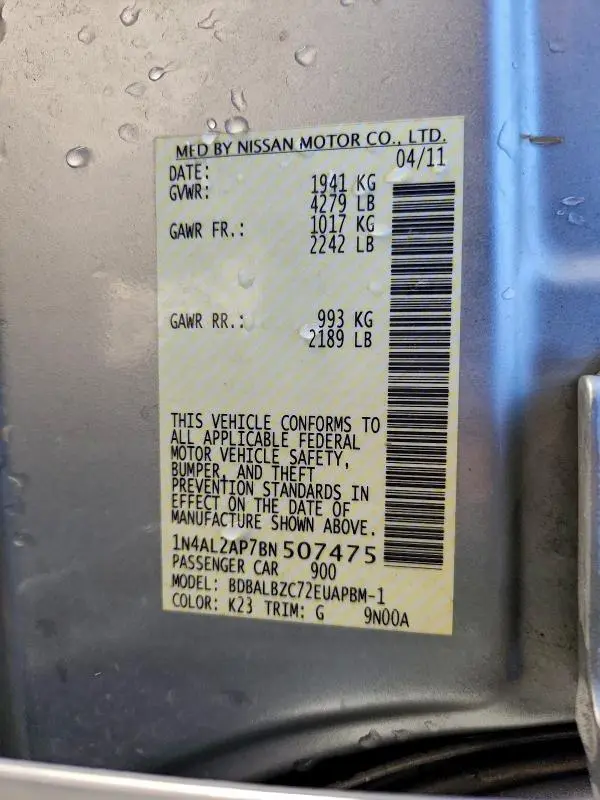 MFD BY NISSAN MOTOR CO., LTD.
DATE: 04/11
GVWR: 1941 KG
4279 LB
GAWR FR.: 1017 KG
2242 LB
GAWR RR.: 993 KG
2189 LB
THIS VEHICLE CONFORMS TO
ALL APPLICABLE FEDERAL
MOTOR VEHICLE SAFETY,
BUMPER, AND THEFT
PREVENTION STANDARDS IN
EFFECT ON THE DATE OF
MANUFACTURE SHOWN ABOVE.
1N4AL2AP7BN507475
PASSENGER CAR 900
MODEL: BDBALBZC72EUAPBM-1
COLOR: K23 TRIM: G 9N00A